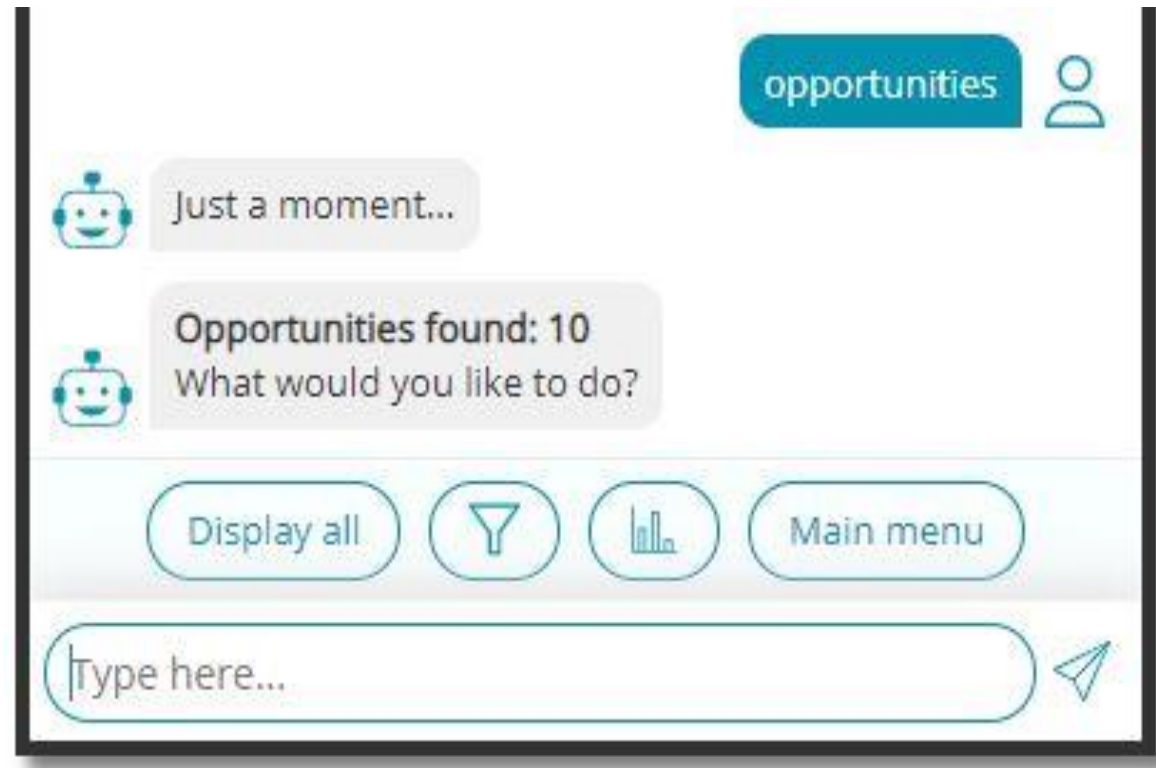 opportunities
Just a moment...
Opportunities found: 10
What would you like to do?
Display all
Main menu
Type here...